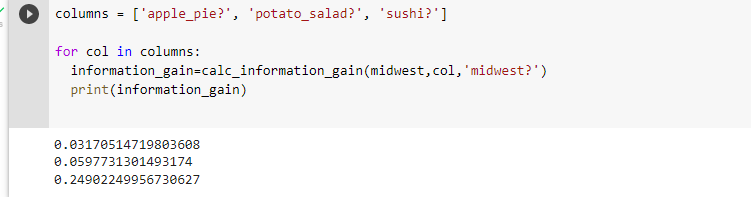 columns = ['apple_pie?', 'potato_salad?', 'sushi?']
for col in columns:
  information_gain=calc_information_gain(midwest,col,'midwest?')
  print(information_gain)
0.03170514719803608
0.0597731301493174
0.24902249956730627